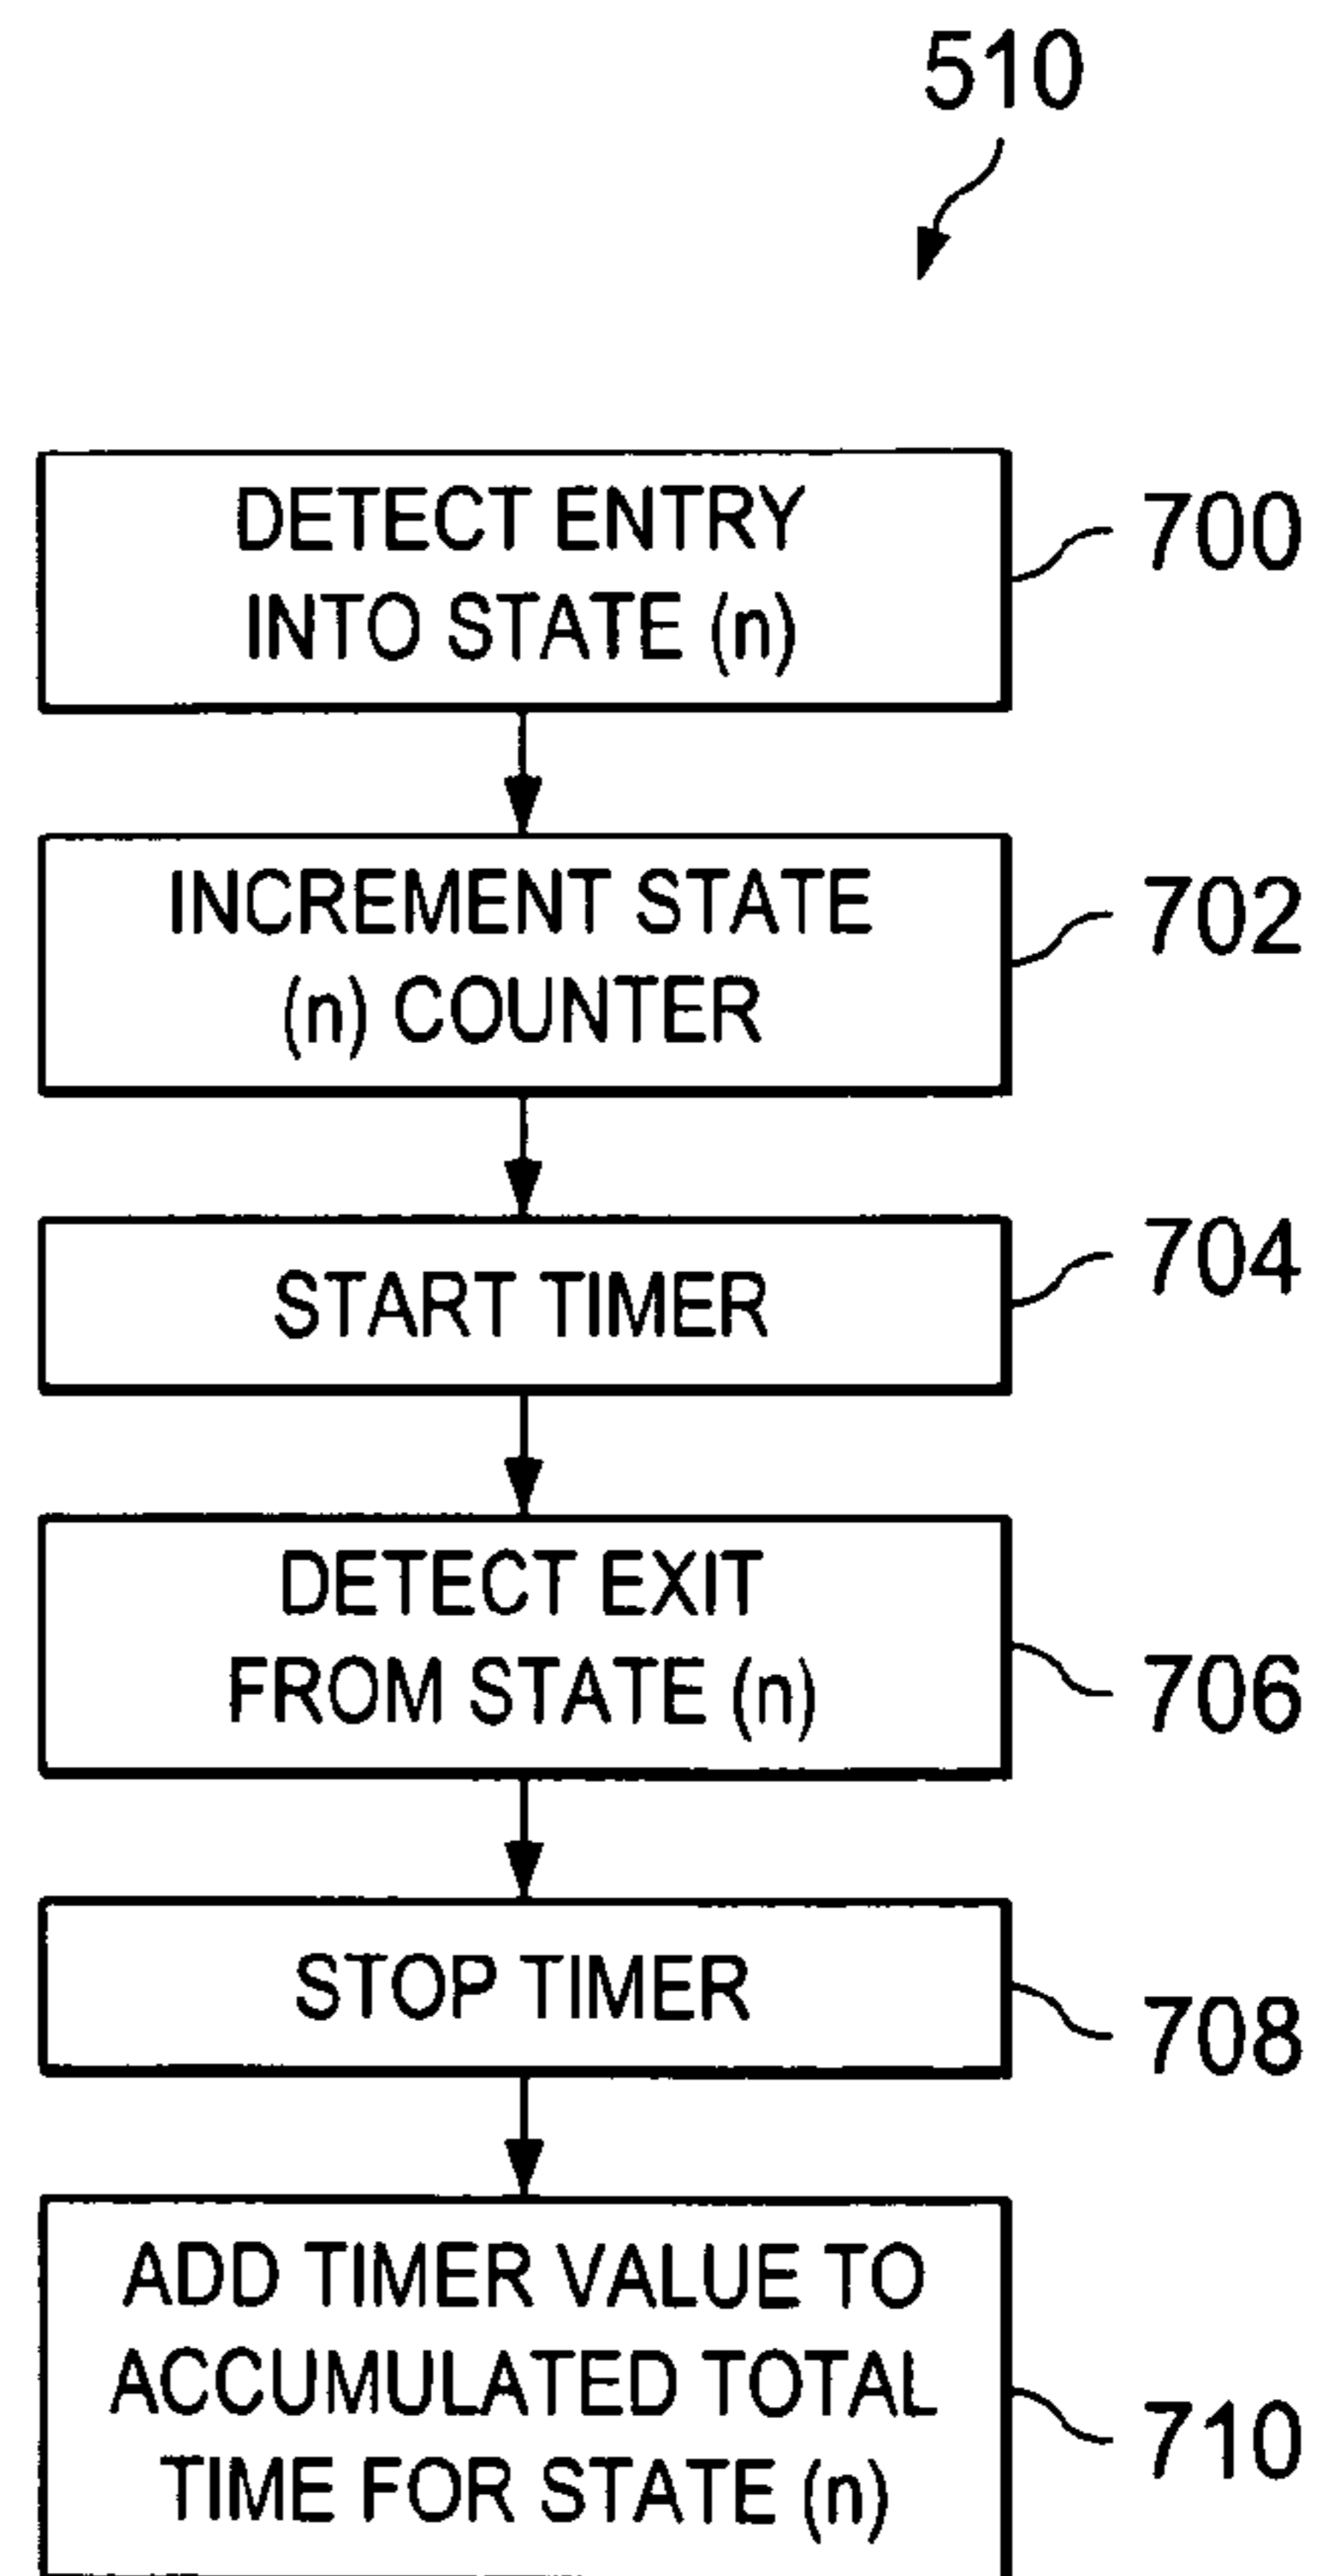 510
DETECT ENTRY
INTO STATE (n)
700
INCREMENT STATE
(n) COUNTER
702
START TIMER
704
DETECT EXIT
FROM STATE (n)
706
STOP TIMER
708
ADD TIMER VALUE TO
ACCUMULATED TOTAL
TIME FOR STATE (n)
710